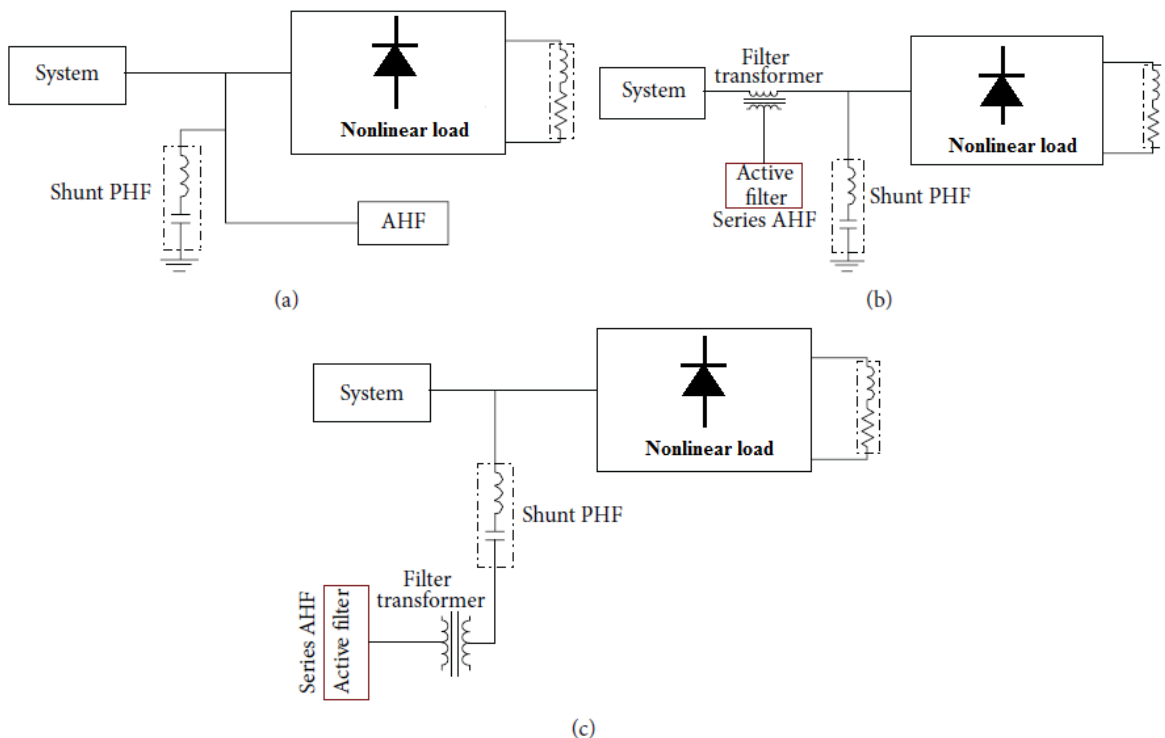 System
Nonlinear load
Shunt PHF
AHF
(a)
Filter
transformer
System
Nonlinear load
Active
filter
Series AHF
Shunt PHF
(b)
System
Nonlinear load
Shunt PHF
Filter
transformer
Series AHF
Active filter
(c)